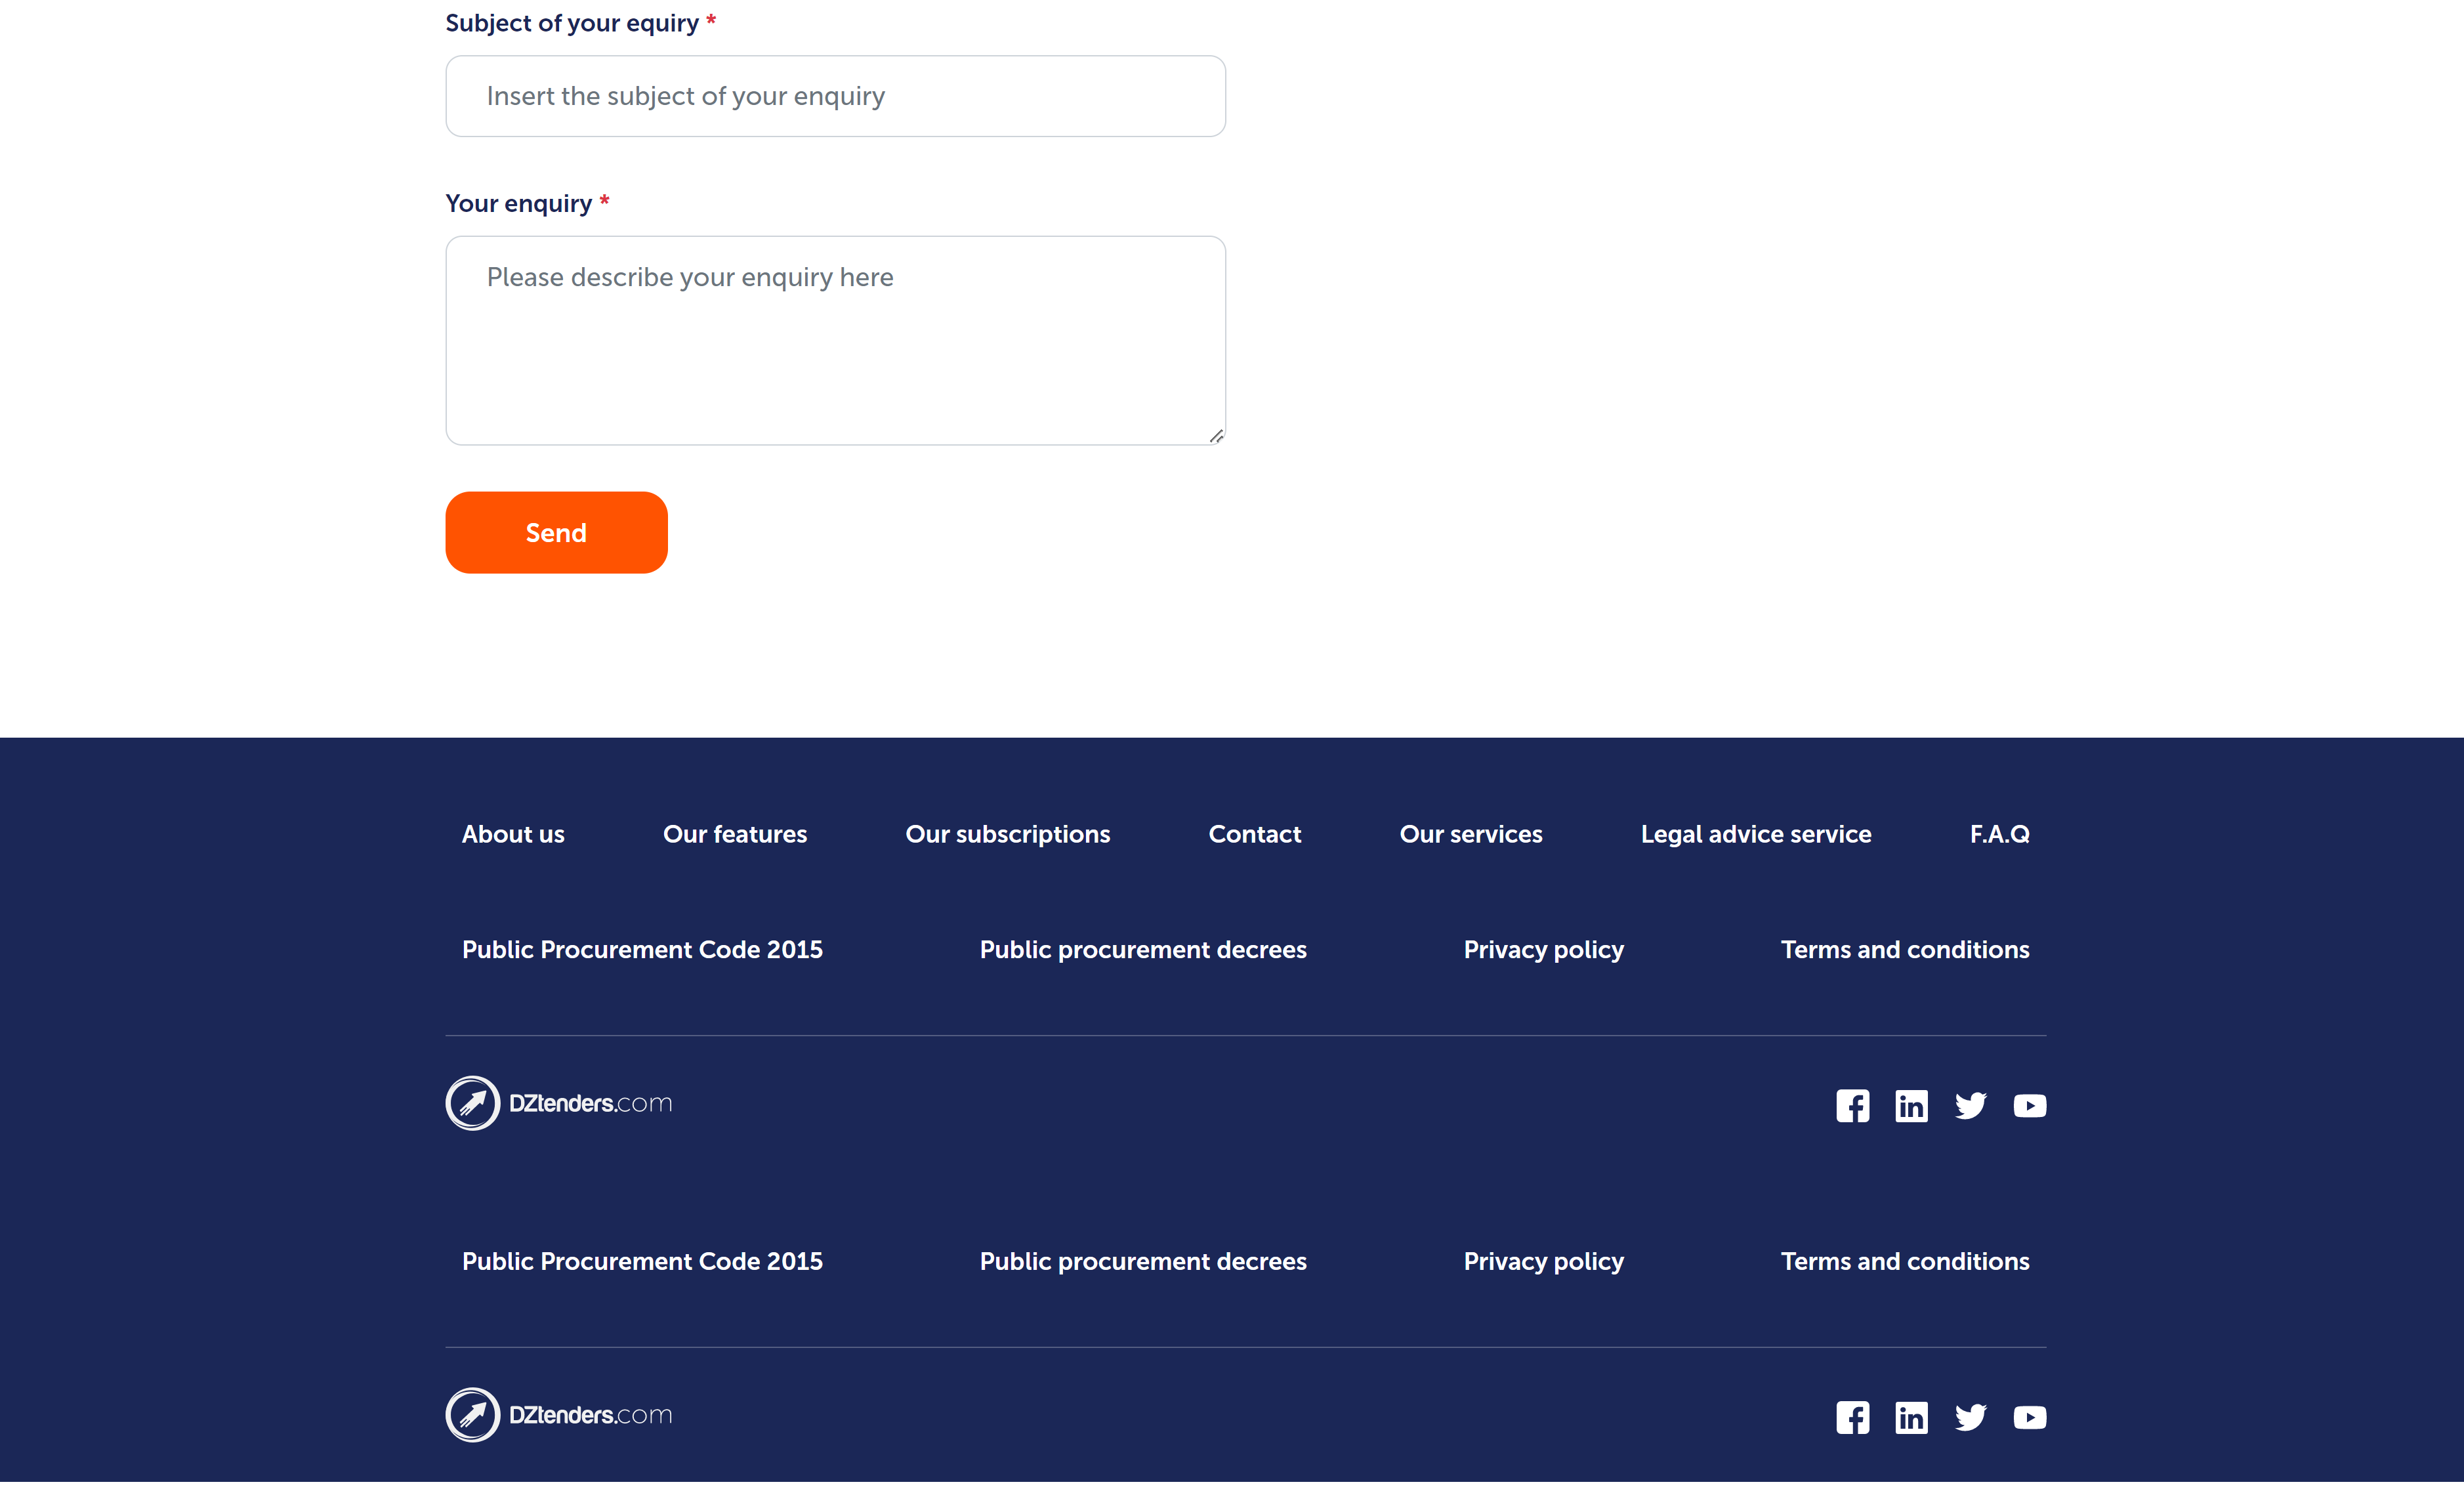 Subject of your equiry *
Insert the subject of your enquiry
Your enquiry *
Please describe your enquiry here
Send
About us Our features Our subscriptions Contact Our services Legal advice service F.A.Q
Public Procurement Code 2015 Public procurement decrees Privacy policy Terms and conditions
DZtenders.com
Public Procurement Code 2015 Public procurement decrees Privacy policy Terms and conditions
DZtenders.com